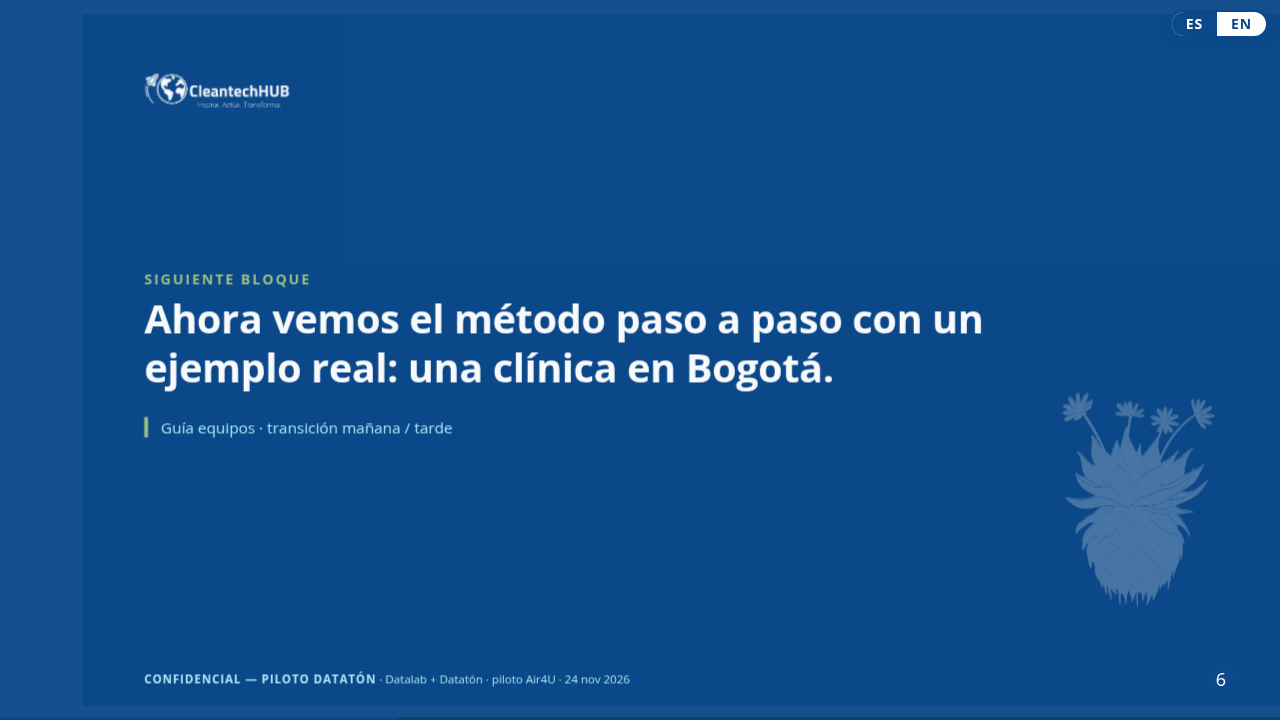 ES EN
CleantechHUB
Inspira. Actúa. Transforma.
SIGUIENTE BLOQUE
Ahora vemos el método paso a paso con un
ejemplo real: una clínica en Bogotá.
Guía equipos · transición mañana / tarde
CONFIDENCIAL — PILOTO DATATÓN · Datalab + Datatón · piloto Air4U · 24 nov 2026
6